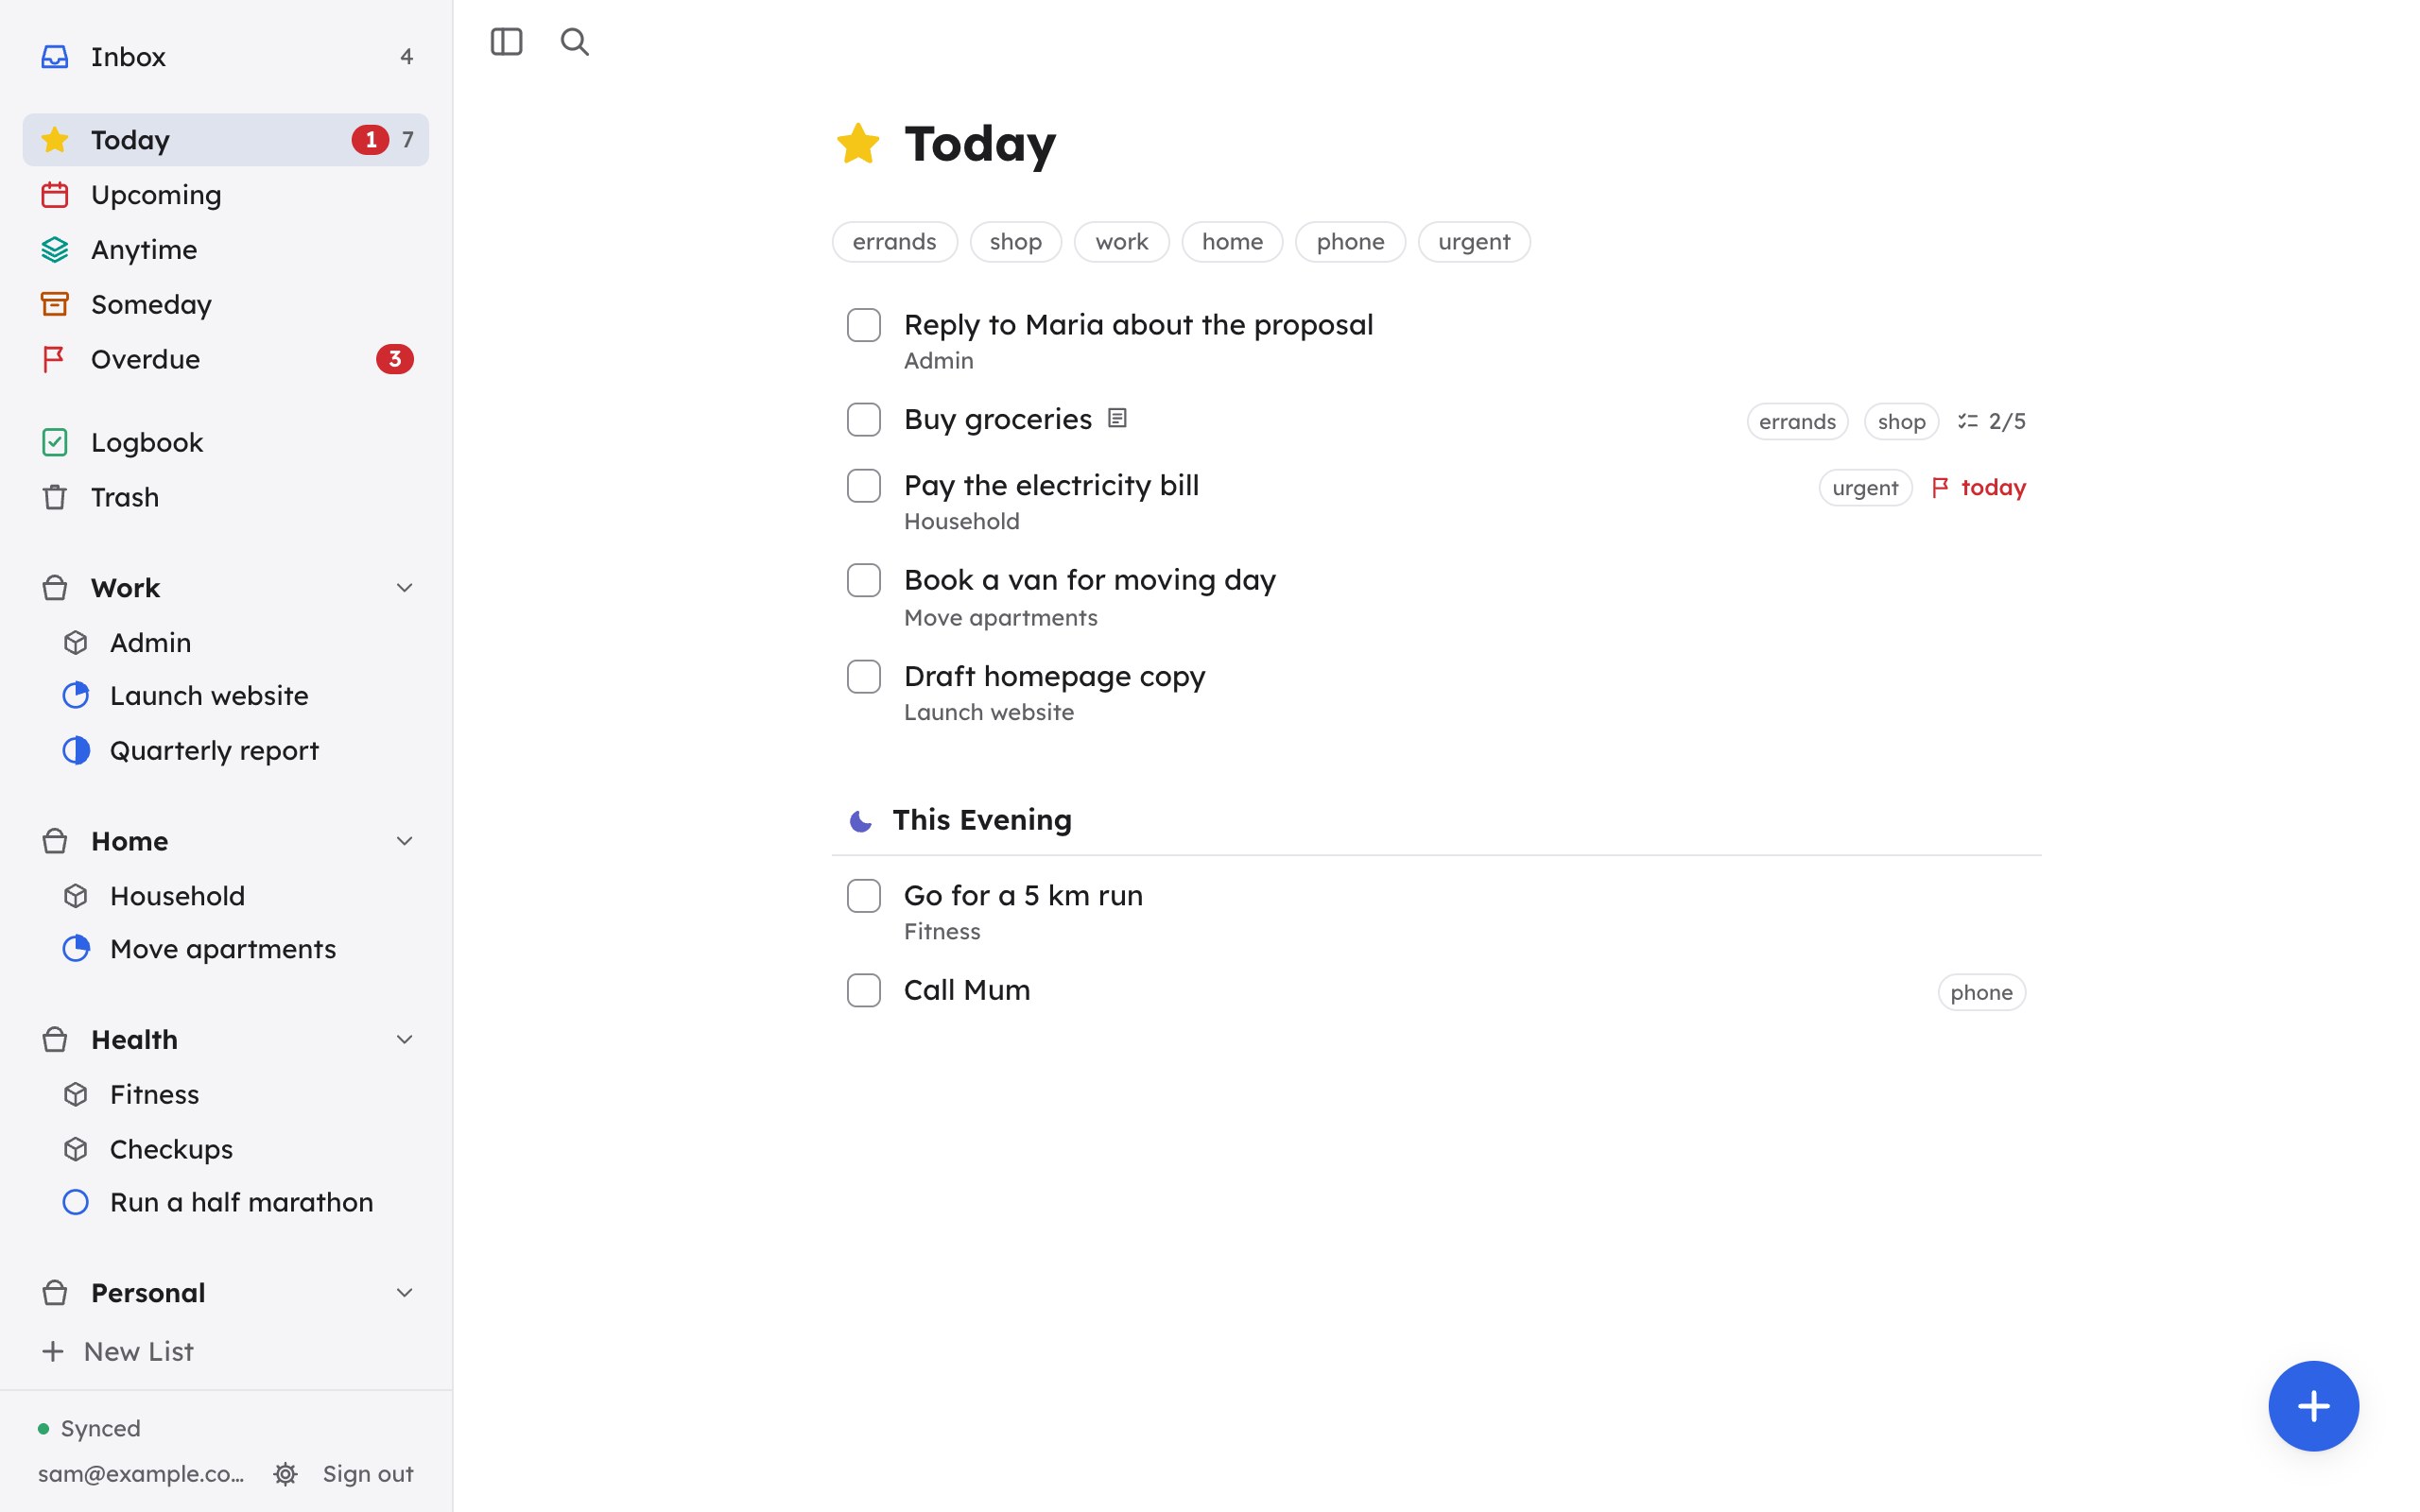 Inbox 4
Today 1 7
Upcoming
Anytime
Someday
Overdue 3
Logbook
Trash
Work
Admin
Launch website
Quarterly report
Home
Household
Move apartments
Health
Fitness
Checkups
Run a half marathon
Personal
New List
Synced
sam@example.co… Sign out
Today
errands shop work home phone urgent
Reply to Maria about the proposal
Admin
Buy groceries errands shop 2/5
Pay the electricity bill urgent today
Household
Book a van for moving day
Move apartments
Draft homepage copy
Launch website
This Evening
Go for a 5 km run
Fitness
Call Mum phone